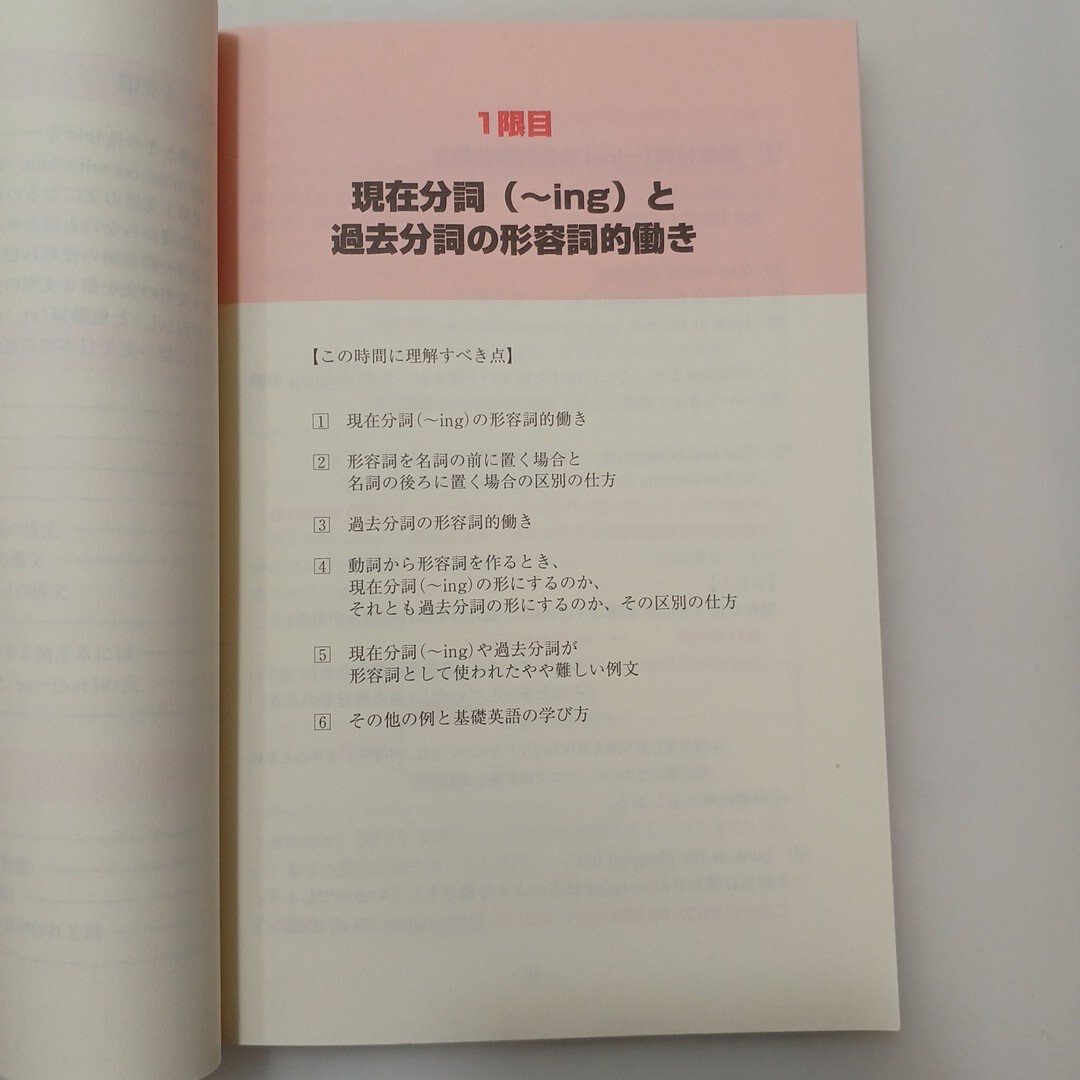 1限目
現在分詞（〜ing）と
過去分詞の形容詞的働き
【この時間に理解すべき点】
1 現在分詞(〜ing)の形容詞的働き
2 形容詞を名詞の前に置く場合と
名詞の後ろに置く場合の区別の仕方
3 過去分詞の形容詞的働き
4 動詞から形容詞を作るとき、
現在分詞(〜ing)の形にするのか、
それとも過去分詞の形にするのか、その区別の仕方
5 現在分詞(〜ing)や過去分詞が
形容詞として使われたやや難しい例文
6 その他の例と基礎英語の学び方